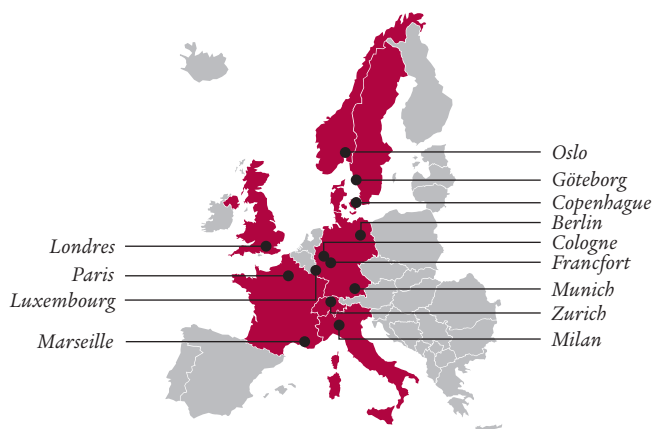 Oslo
Göteborg
Copenhague
Berlin
Londres
Cologne
Paris
Francfort
Luxembourg
Munich
Zurich
Marseille
Milan